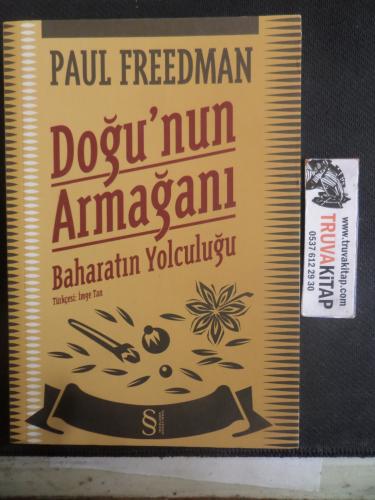 PAUL FREEDMAN
Doğu'nun
Armağanı
Baharatın Yolculuğu
Türkçesi: İmge Tan
www.truvakitap.com
TRUVAKİTAP
0537 612 29 30